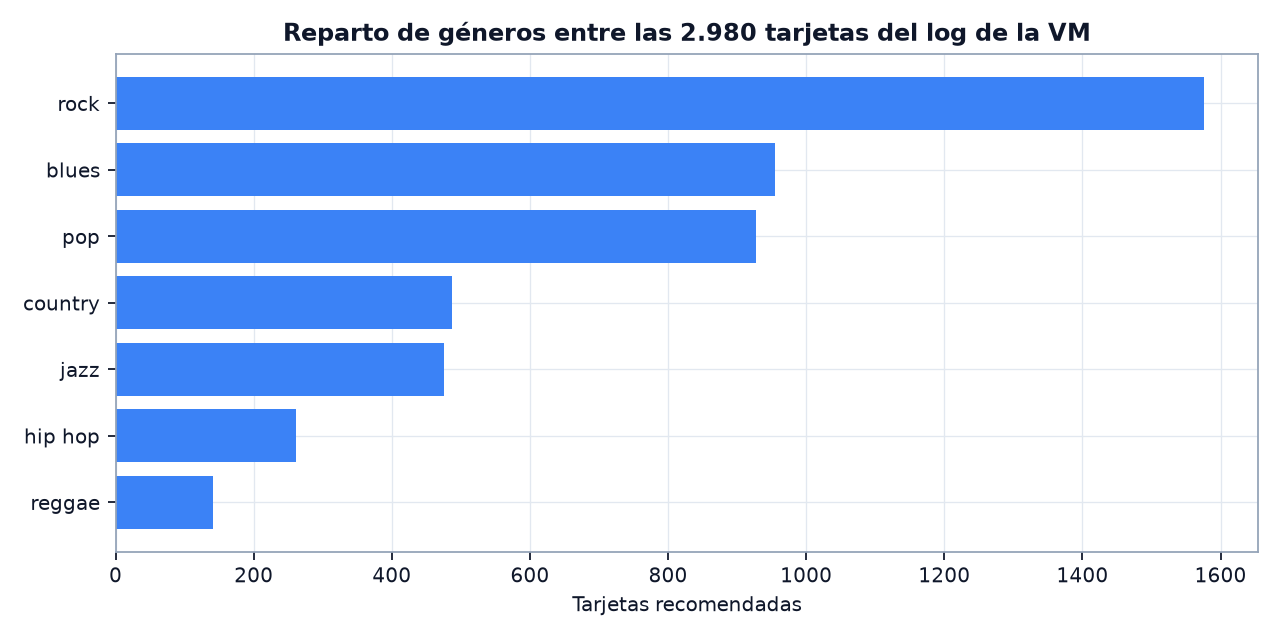 Reparto de géneros entre las 2.980 tarjetas del log de la VM
rock
blues
pop
country
jazz
hip hop
reggae
0 200 400 600 800 1000 1200 1400 1600
Tarjetas recomendadas